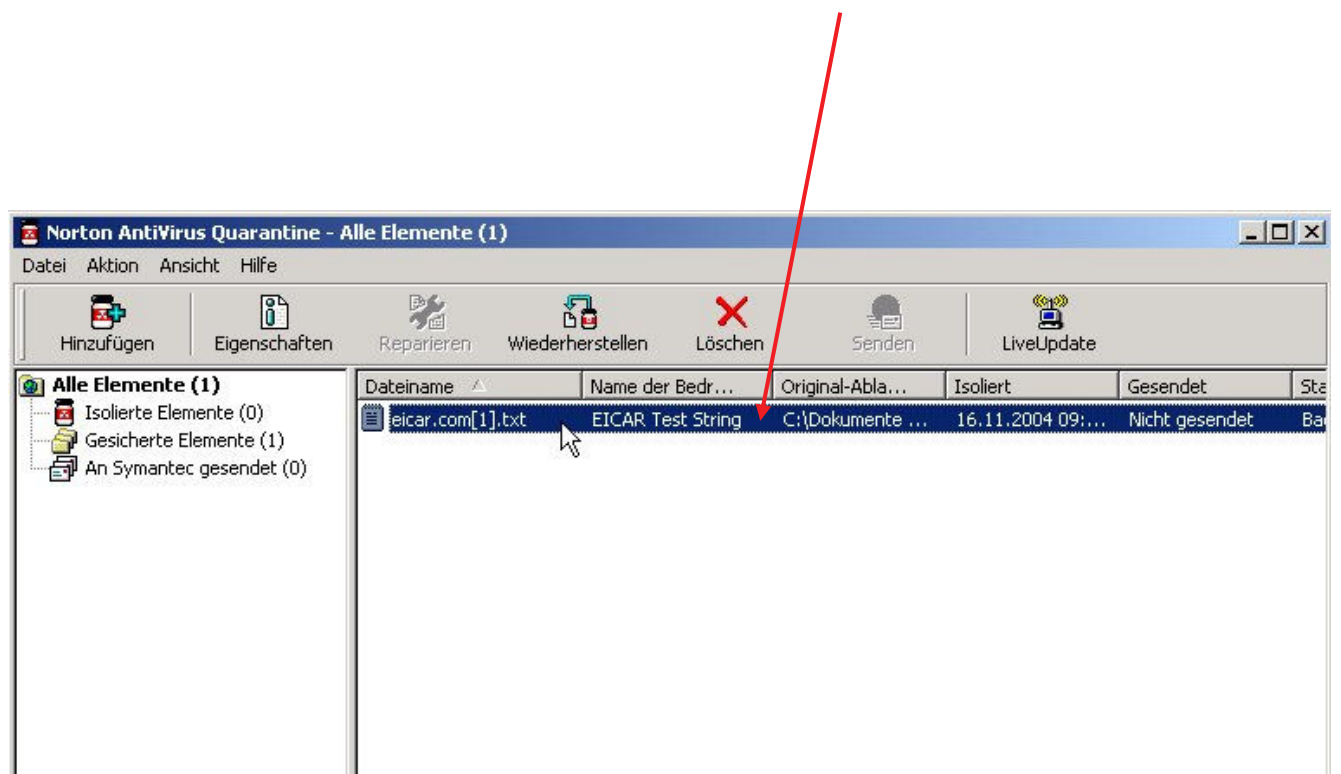 Norton AntiVirus Quarantine - Alle Elemente (1)
Datei Aktion Ansicht Hilfe
Hinzufügen Eigenschaften Reparieren Wiederherstellen Löschen Senden LiveUpdate
Alle Elemente (1)
Isolierte Elemente (0)
Gesicherte Elemente (1)
An Symantec gesendet (0)
Dateiname Name der Bedr... Original-Abla... Isoliert Gesendet Sta
eicar.com[1].txt EICAR Test String C:\Dokumente ... 16.11.2004 09:... Nicht gesendet Ba